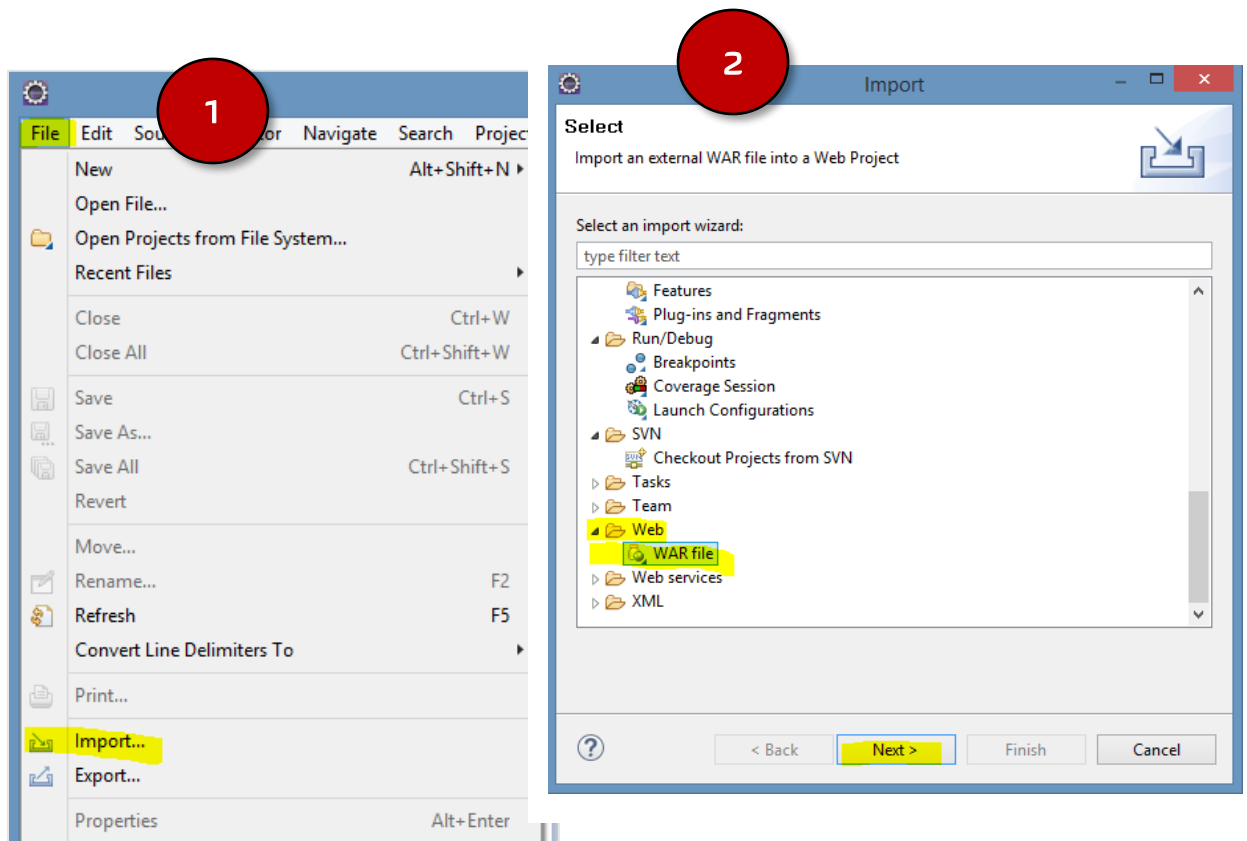 1
File Edit Sou tor Navigate Search Projec
New Alt+Shift+N
Open File...
Open Projects from File System...
Recent Files
Close Ctrl+W
Close All Ctrl+Shift+W
Save Ctrl+S
Save As...
Save All Ctrl+Shift+S
Revert
Move...
Rename... F2
Refresh F5
Convert Line Delimiters To
Print...
Import...
Export...
Properties Alt+Enter
2
Import
Select
Import an external WAR file into a Web Project
Select an import wizard:
type filter text
Features
Plug-ins and Fragments
Run/Debug
Breakpoints
Coverage Session
Launch Configurations
SVN
Checkout Projects from SVN
Tasks
Team
Web
WAR file
Web services
XML
? < Back Next > Finish Cancel